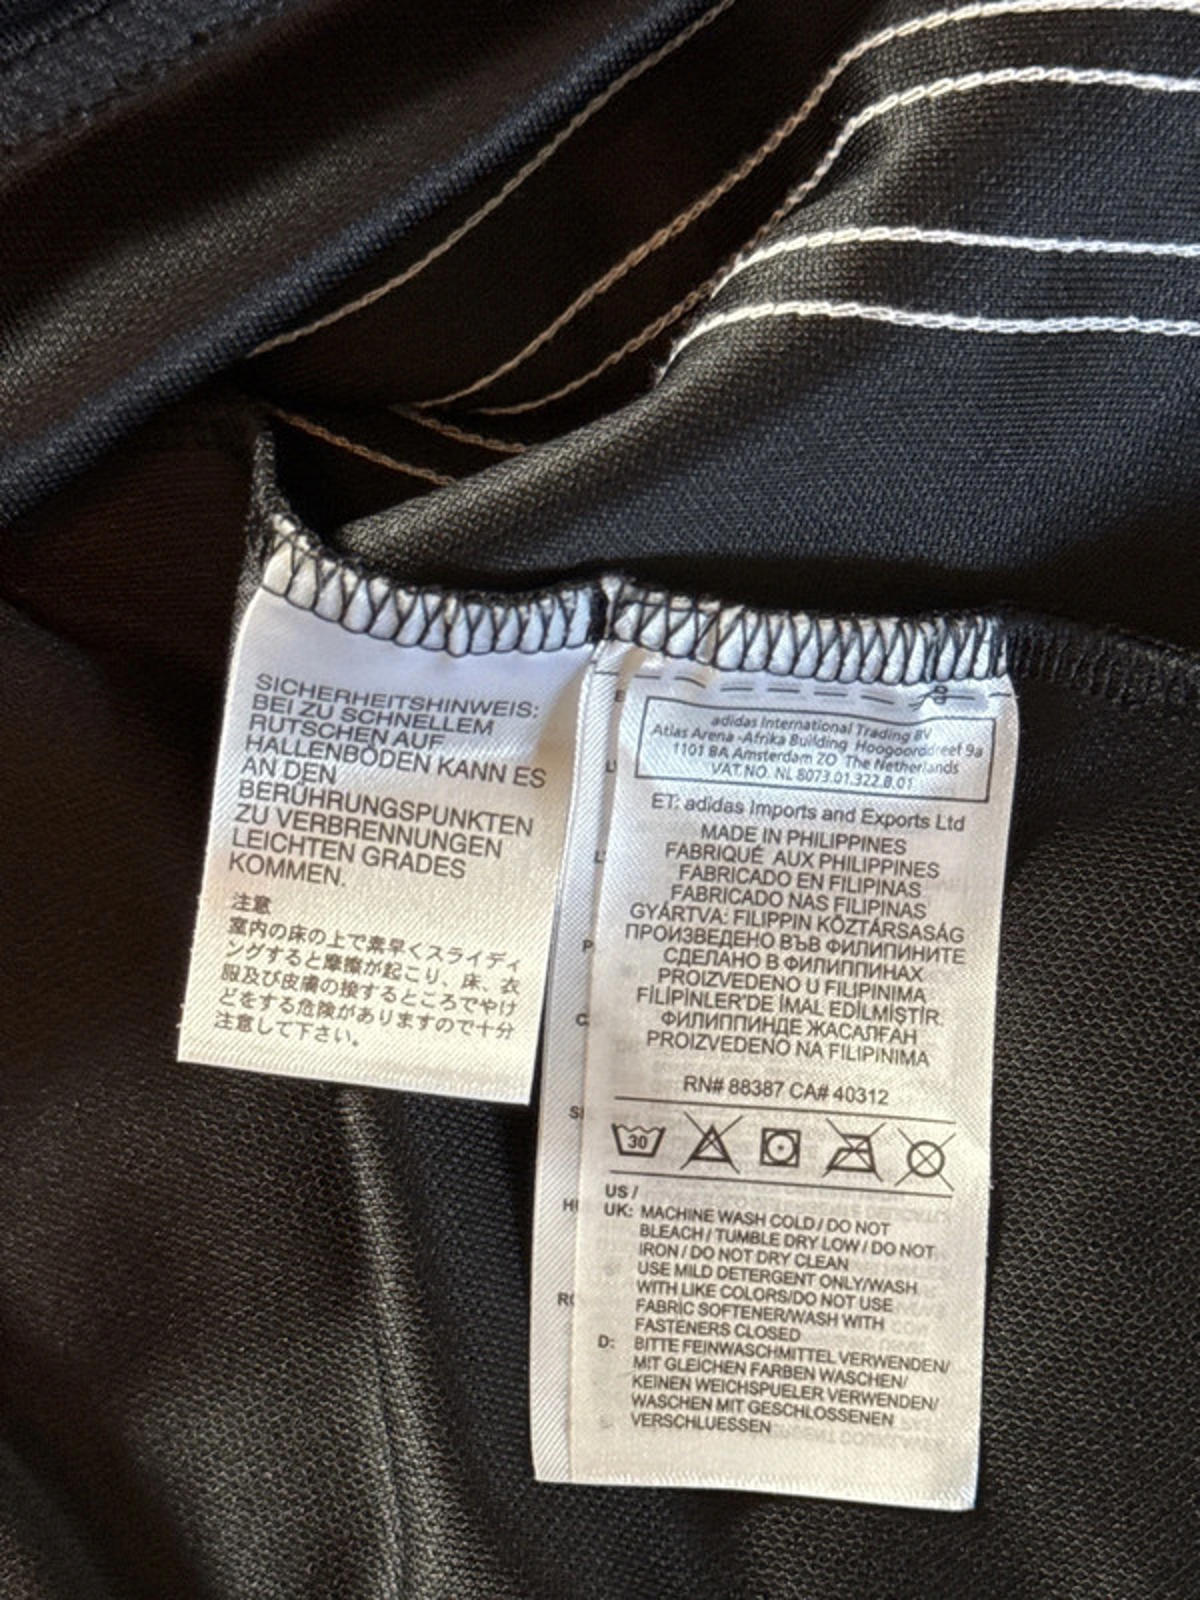 SICHERHEITSHINWEIS:
BEI ZU SCHNELLEM
RUTSCHEN AUF
HALLENBÖDEN KANN ES
AN DEN
BERÜHRUNGSPUNKTEN
ZU VERBRENNUNGEN
LEICHTEN GRADES
KOMMEN.
注意
室内の床の上で素早くスライディ
ングすると摩擦が起こり、床、衣
服及び皮膚の接するところでやけ
どをする危険がありますので十分
注意して下さい。
adidas International Trading BV
Atlas Arena -Afrika Building Hoogoorddreef 9a
1101 BA Amsterdam ZO The Netherlands
VAT.NO. NL 8073.01.322.B.01
ET: adidas Imports and Exports Ltd
MADE IN PHILIPPINES
FABRIQUÉ AUX PHILIPPINES
FABRICADO EN FILIPINAS
FABRICADO NAS FILIPINAS
GYÁRTVA: FILIPPIN KÖZTÁRSASÁG
ПРОИЗВЕДЕНО ВЪВ ФИЛИПИНИТЕ
СДЕЛАНО В ФИЛИППИНАХ
PROIZVEDENO U FILIPINIMA
FİLİPİNLER'DE İMAL EDİLMİŞTİR.
ФИЛИППИНДЕ ЖАСАЛҒАН
PROIZVEDENO NA FILIPINIMA
RN# 88387 CA# 40312
30
US /
UK: MACHINE WASH COLD / DO NOT
BLEACH / TUMBLE DRY LOW / DO NOT
IRON / DO NOT DRY CLEAN
USE MILD DETERGENT ONLY/WASH
WITH LIKE COLORS/DO NOT USE
FABRIC SOFTENER/WASH WITH
FASTENERS CLOSED
D: BITTE FEINWASCHMITTEL VERWENDEN/
MIT GLEICHEN FARBEN WASCHEN/
KEINEN WEICHSPUELER VERWENDEN/
WASCHEN MIT GESCHLOSSENEN
VERSCHLUESSEN